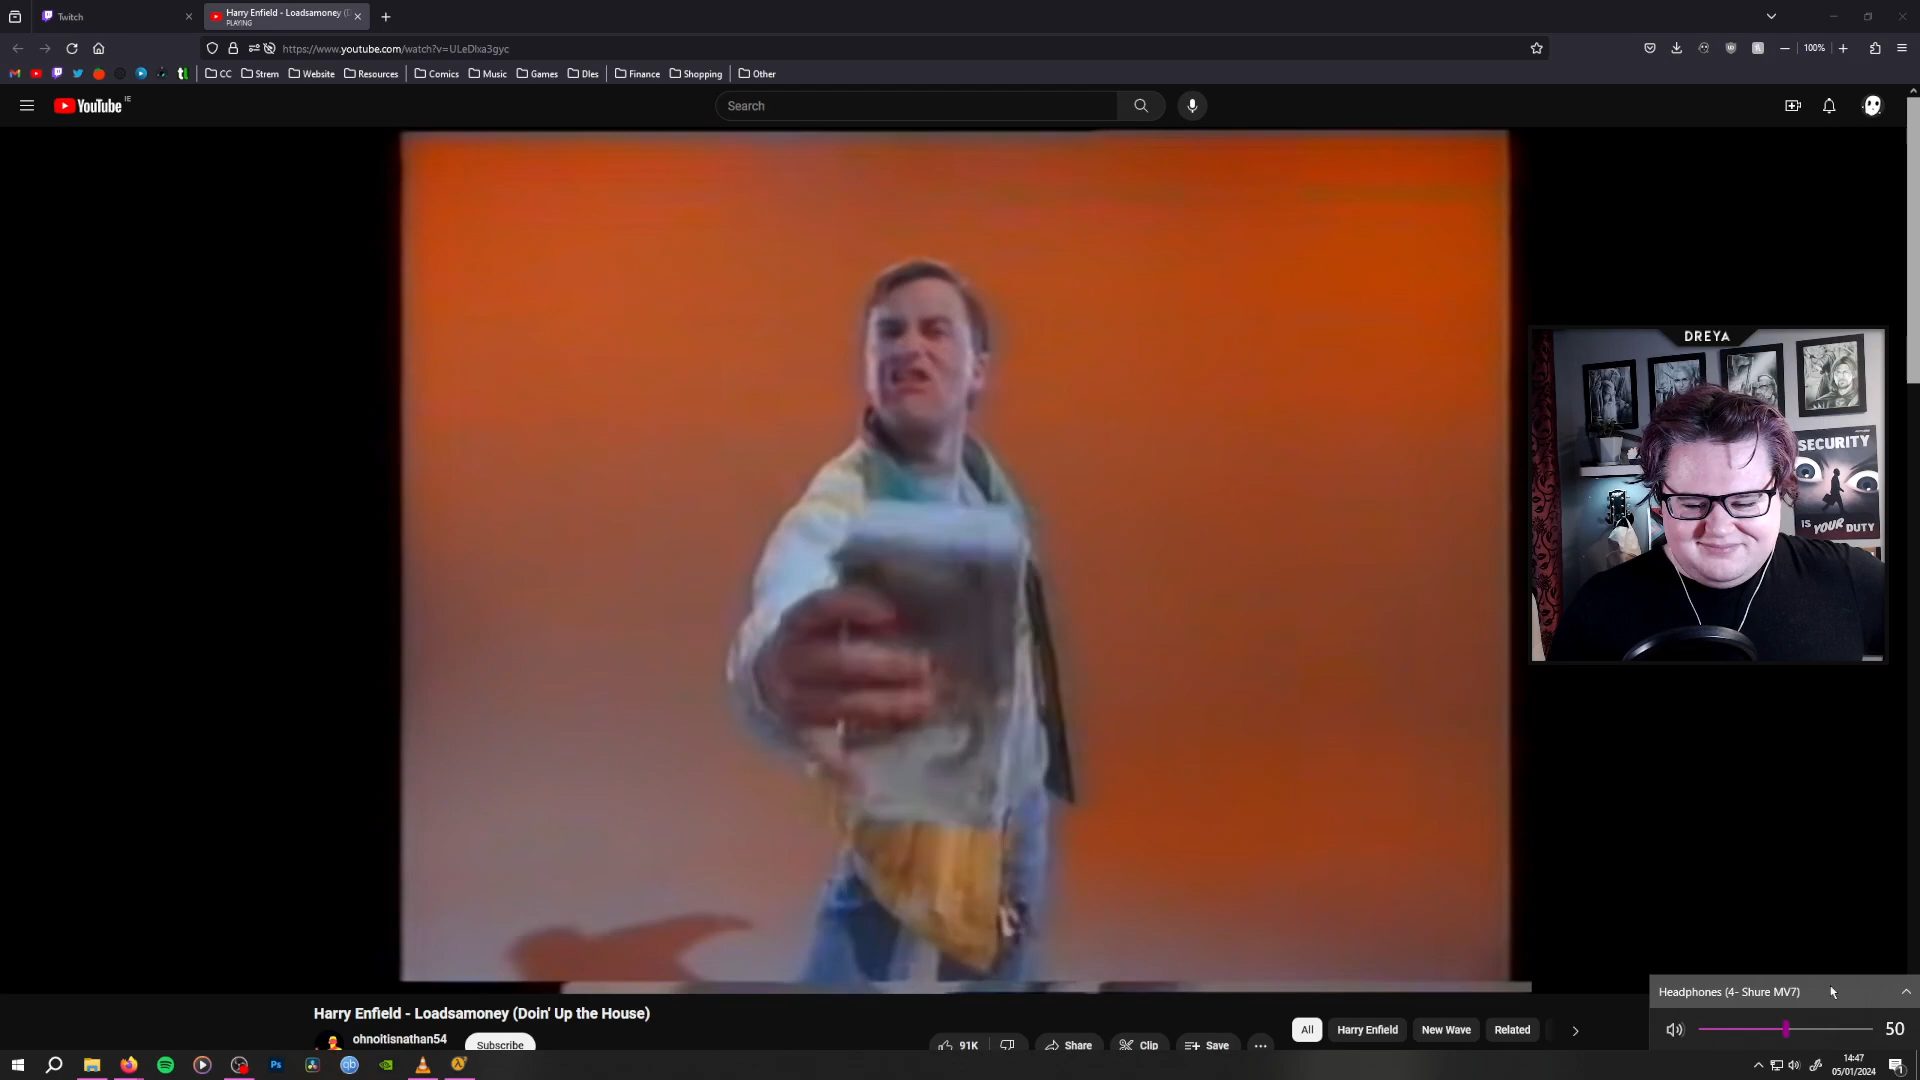 Twitch
Harry Enfield - Loadsamoney (D
PLAYING
https://www.youtube.com/watch?v=ULeDlxa3gyc
100%
CC
Strem
Website
Resources
Comics
Music
Games
Dles
Finance
Shopping
Other
YouTube IE
Search
DREYA
SECURITY
IS YOUR DUTY
Headphones (4- Shure MV7)
50
Harry Enfield - Loadsamoney (Doin' Up the House)
ohnoitisnathan54
Subscribe
91K
Share
Clip
Save
All
Harry Enfield
New Wave
Related
14:47
05/01/2024